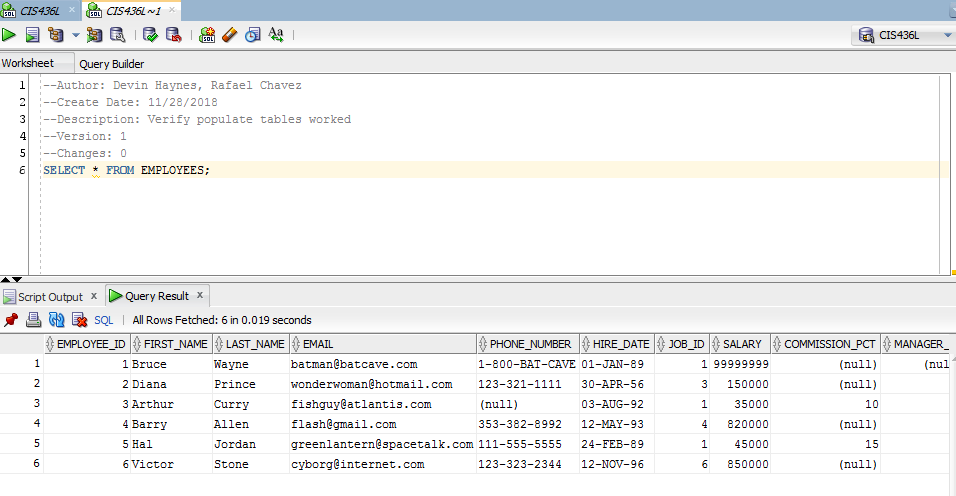 CIS436L CIS436L~1
CIS436L
Worksheet Query Builder
1 --Author: Devin Haynes, Rafael Chavez
2 --Create Date: 11/28/2018
3 --Description: Verify populate tables worked
4 --Version: 1
5 --Changes: 0
6 SELECT * FROM EMPLOYEES;
Script Output x Query Result x
SQL | All Rows Fetched: 6 in 0.019 seconds
EMPLOYEE_ID FIRST_NAME LAST_NAME EMAIL PHONE_NUMBER HIRE_DATE JOB_ID SALARY COMMISSION_PCT MANAGER_
1 1 Bruce Wayne batman@batcave.com 1-800-BAT-CAVE 01-JAN-89 1 99999999 (null) (nul
2 2 Diana Prince wonderwoman@hotmail.com 123-321-1111 30-APR-56 3 150000 (null)
3 3 Arthur Curry fishguy@atlantis.com (null) 03-AUG-92 1 35000 10
4 4 Barry Allen flash@gmail.com 353-382-8992 12-MAY-93 4 820000 (null)
5 5 Hal Jordan greenlantern@spacetalk.com 111-555-5555 24-FEB-89 1 45000 15
6 6 Victor Stone cyborg@internet.com 123-323-2344 12-NOV-96 6 850000 (null)